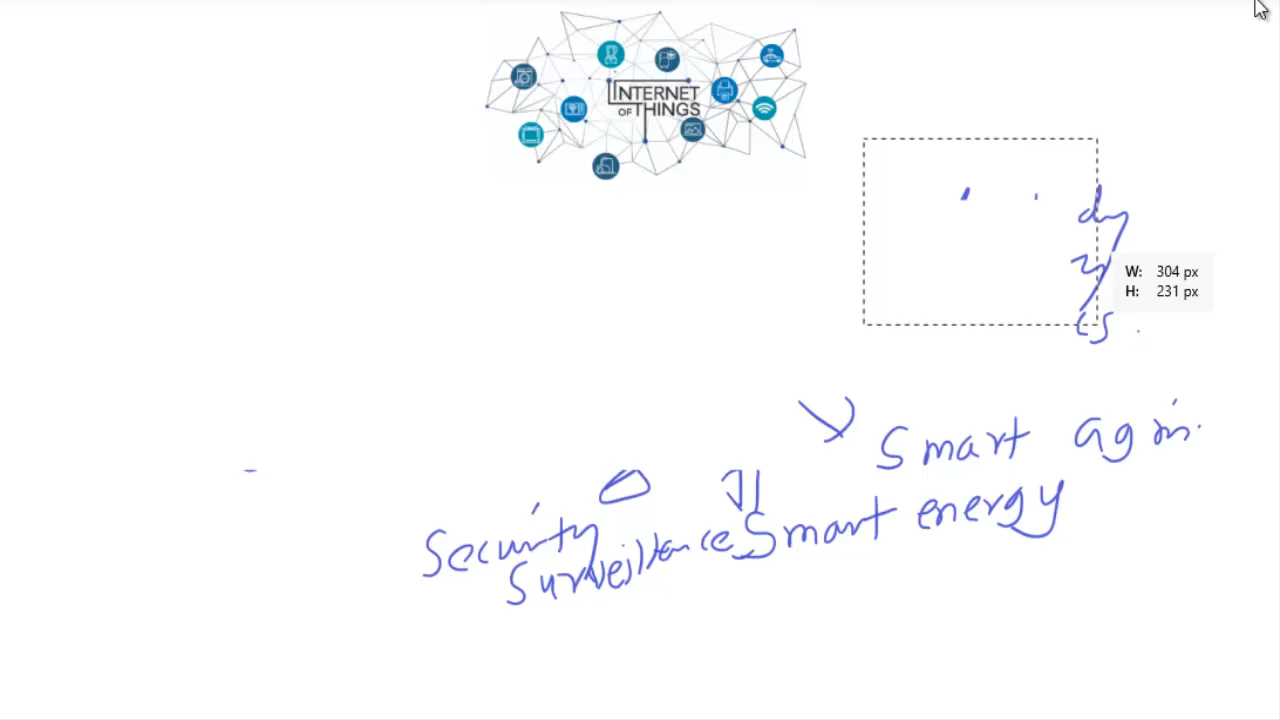 INTERNET
OF THINGS
W: 304 px
H: 231 px
Smart
Smart energy
Security
Surveillance